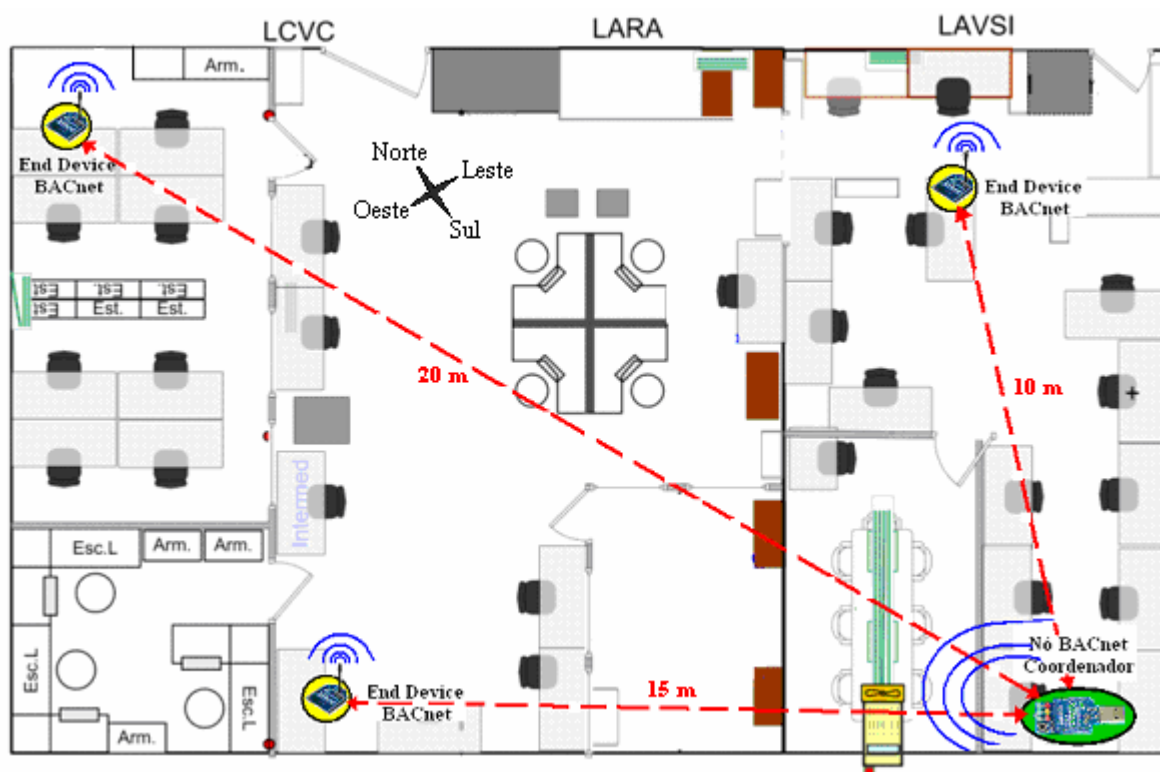 LCVC
LARA
LAVSI
Arm.
End Device
BACnet
Norte
Leste
Oeste
Sul
End Device
BACnet
Est.
Est.
Est.
Est.
Est.
Est.
20 m
10 m
Intermed
Esc.L
Arm.
Arm.
Esc.L
Esc.L
Arm.
End Device
BACnet
15 m
Nó BACnet
Coordenador